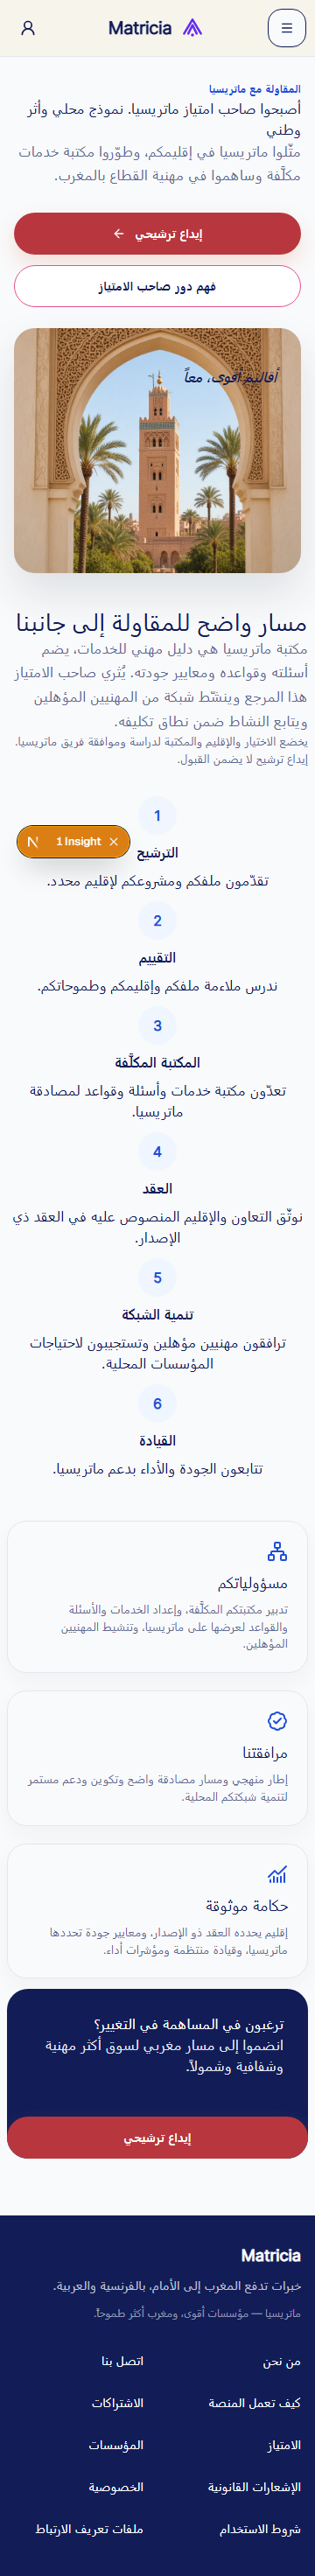 Matricia
المقاولة مع ماتريسيا
أصبحوا صاحب امتياز ماتريسيا. نموذج محلي وأثر
وطني
مثّلوا ماتريسيا في إقليمكم، وطوّروا مكتبة خدمات
مكلَّفة وساهموا في مهنية القطاع بالمغرب.
إيداع ترشيحي
فهم دور صاحب الامتياز
أقاليم أقوى، معاً
مسار واضح للمقاولة إلى جانبنا
مكتبة ماتريسيا هي دليل مهني للخدمات، يضم
أسئلته وقواعده ومعايير جودته. يُثري صاحب الامتياز
هذا المرجع وينشّط شبكة من المهنيين المؤهلين
ويتابع النشاط ضمن نطاق تكليفه.
يخضع الاختيار والإقليم والمكتبة لدراسة وموافقة فريق ماتريسيا.
إيداع ترشيح لا يضمن القبول.
1
1 Insight
الترشيح
تقدّمون ملفكم ومشروعكم لإقليم محدد.
2
التقييم
ندرس ملاءمة ملفكم وإقليمكم وطموحاتكم.
3
المكتبة المكلَّفة
تعدّون مكتبة خدمات وأسئلة وقواعد لمصادقة
ماتريسيا.
4
العقد
نوثّق التعاون والإقليم المنصوص عليه في العقد ذي
الإصدار.
5
تنمية الشبكة
ترافقون مهنيين مؤهلين وتستجيبون لاحتياجات
المؤسسات المحلية.
6
القيادة
تتابعون الجودة والأداء بدعم ماتريسيا.
مسؤولياتكم
تدبير مكتبتكم المكلَّفة، وإعداد الخدمات والأسئلة
والقواعد لعرضها على ماتريسيا، وتنشيط المهنيين
المؤهلين.
مرافقتنا
إطار منهجي ومسار مصادقة واضح وتكوين ودعم مستمر
لتنمية شبكتكم المحلية.
حكامة موثوقة
إقليم يحدده العقد ذو الإصدار، ومعايير جودة تحددها
ماتريسيا، وقيادة منتظمة ومؤشرات أداء.
ترغبون في المساهمة في التغيير؟
انضموا إلى مسار مغربي لسوق أكثر مهنية
وشفافية وشمولاً.
إيداع ترشيحي
Matricia
خبرات تدفع المغرب إلى الأمام، بالفرنسية والعربية.
ماتريسيا — مؤسسات أقوى، ومغرب أكثر طموحاً.
من نحن
اتصل بنا
كيف تعمل المنصة
الاشتراكات
الامتياز
المؤسسات
الإشعارات القانونية
الخصوصية
شروط الاستخدام
ملفات تعريف الارتباط